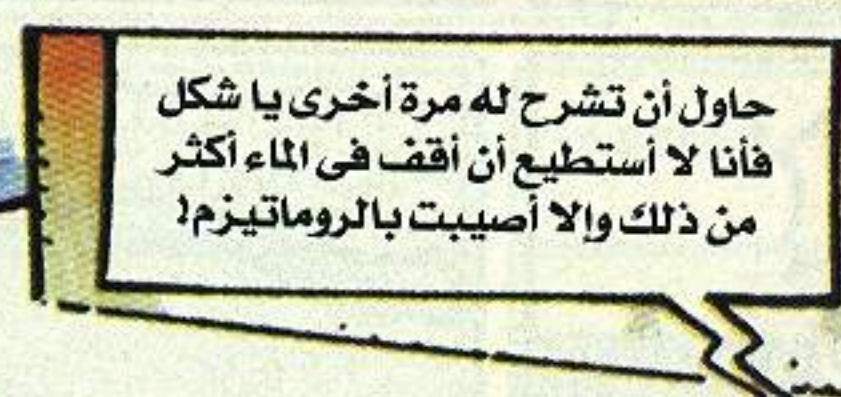 حاول أن تشرح له مرة أخرى يا شكل
فأنا لا أستطيع أن أقف فى الماء أكثر
من ذلك وإلا أصيبت بالروماتيزم!